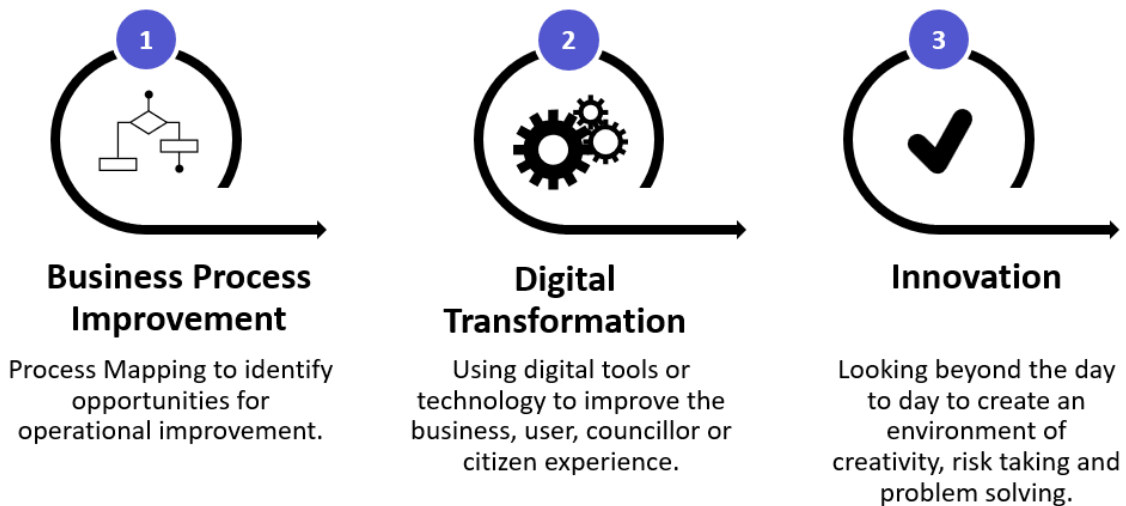 1
Business Process
Improvement
Process Mapping to identify
opportunities for
operational improvement.
2
Digital
Transformation
Using digital tools or
technology to improve the
business, user, councillor or
citizen experience.
3
Innovation
Looking beyond the day
to day to create an
environment of
creativity, risk taking and
problem solving.